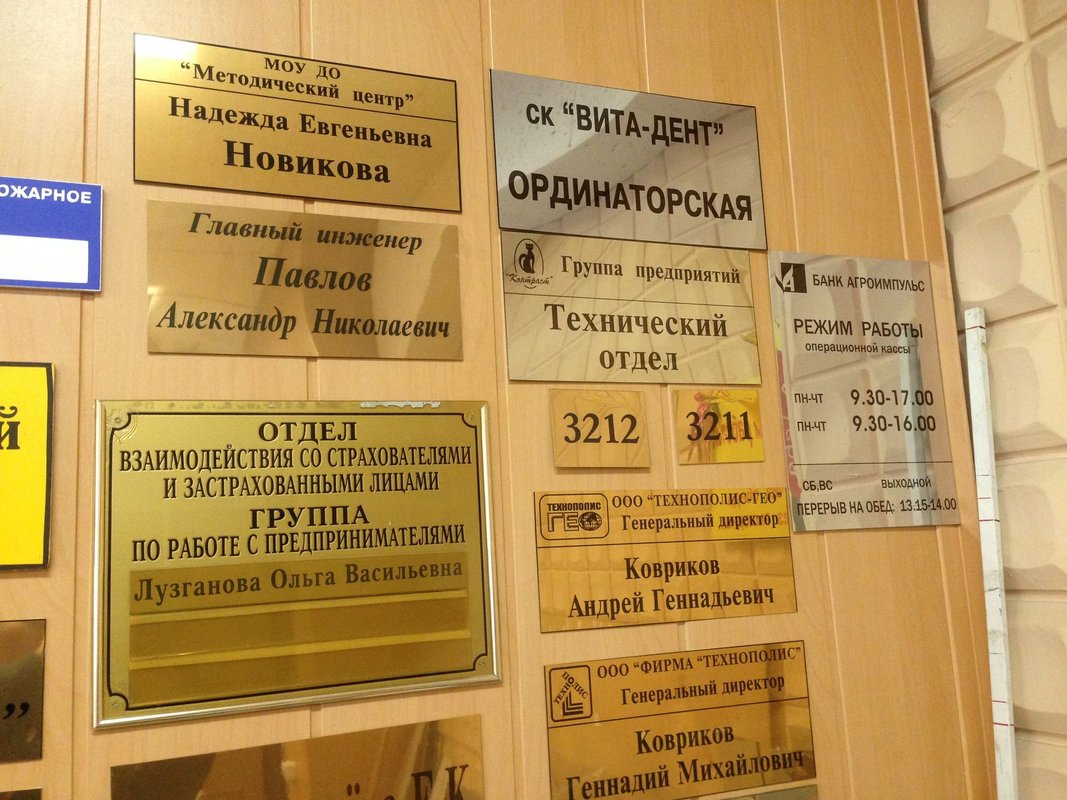 МОУ ДО
"Методический центр"
Надежда Евгеньевна
Новикова
ск "ВИТА-ДЕНТ"
ОРДИНАТОРСКАЯ
ОЖАРНОЕ
Главный инженер
Павлов
Александр Николаевич
"Контраст"
Группа предприятий
Технический
отдел
БАНК АГРОИМПУЛЬС
РЕЖИМ РАБОТЫ
операционной кассы
ПН-ЧТ 9.30-17.00
ПН-ЧТ 9.30-16.00
СБ,ВС ВЫХОДНОЙ
ПЕРЕРЫВ НА ОБЕД: 13.15-14.00
3212
3211
Й
ОТДЕЛ
ВЗАИМОДЕЙСТВИЯ СО СТРАХОВАТЕЛЯМИ
И ЗАСТРАХОВАННЫМИ ЛИЦАМИ
ГРУППА
ПО РАБОТЕ С ПРЕДПРИНИМАТЕЛЯМИ
Лузганова Ольга Васильевна
ТЕХНОПОЛИС
ГЕО
ООО "ТЕХНОПОЛИС-ГЕО"
Генеральный директор
Ковриков
Андрей Геннадьевич
ТЕХНОПОЛИС
ООО "ФИРМА "ТЕХНОПОЛИС"
Генеральный директор
Ковриков
Геннадий Михайлович
"